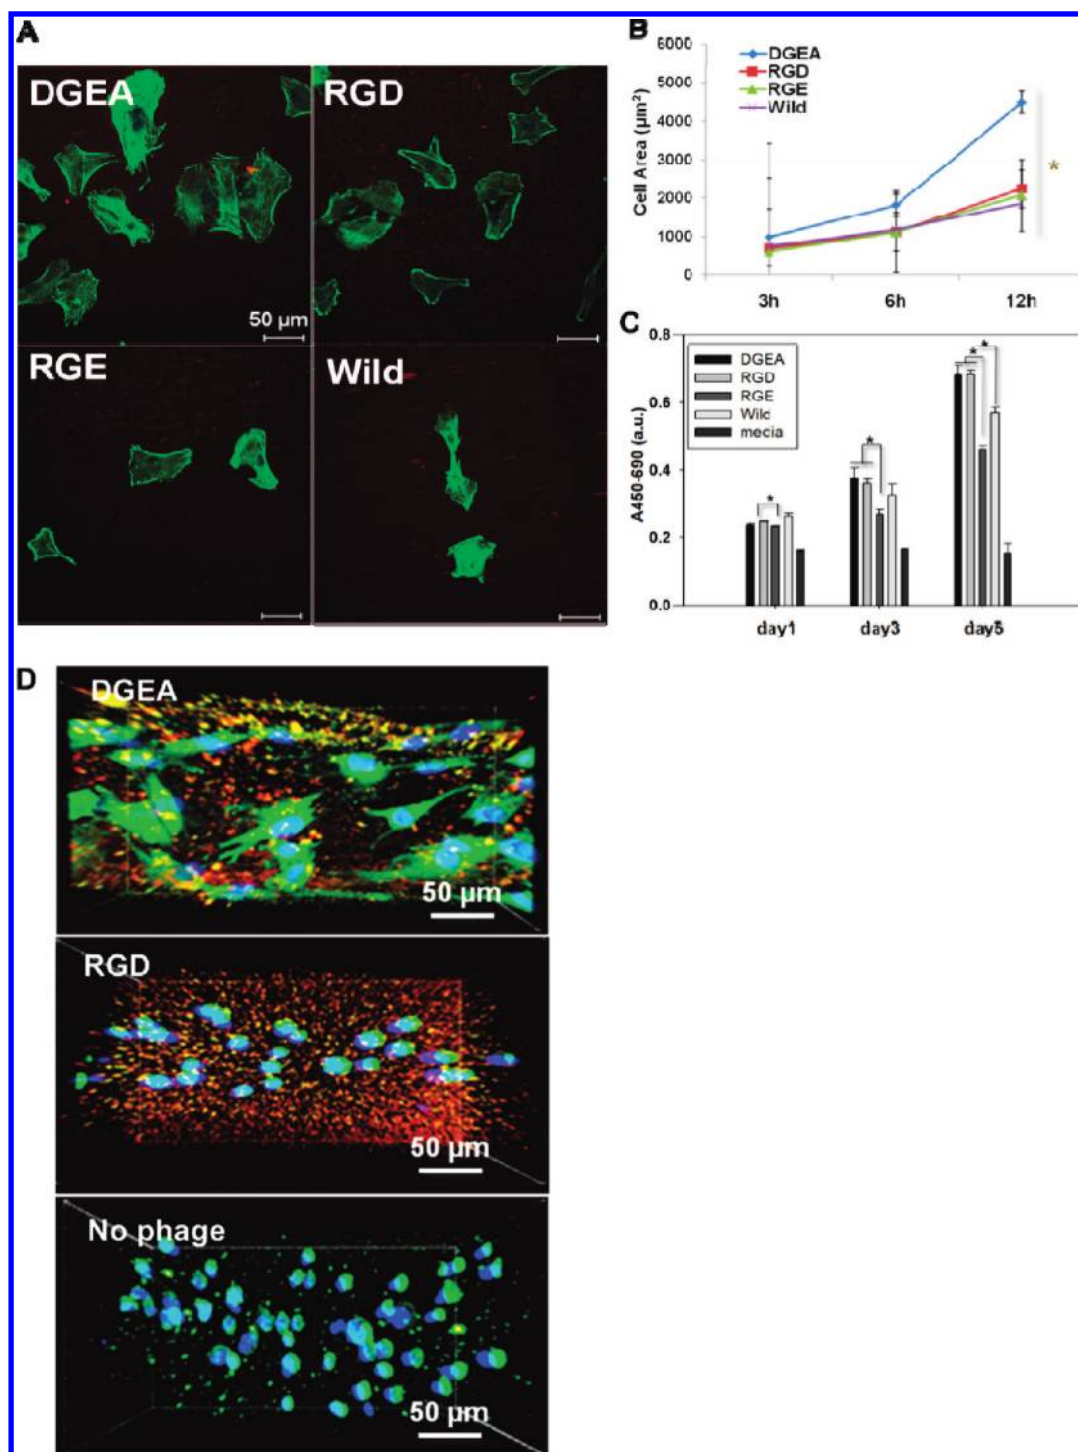 A
DGEA
RGD
50 µm
RGE
Wild
B
6000
5000
4000
3000
2000
1000
0
Cell Area (µm²)
DGEA
RGD
RGE
Wild
*
3h
6h
12h
C
0.8
0.6
0.4
0.2
0.0
A450-690 (a.u.)
DGEA
RGD
RGE
Wild
mecia
*
*
*
*
day1
day3
day5
D
DGEA
50 µm
RGD
50 µm
No phage
50 µm